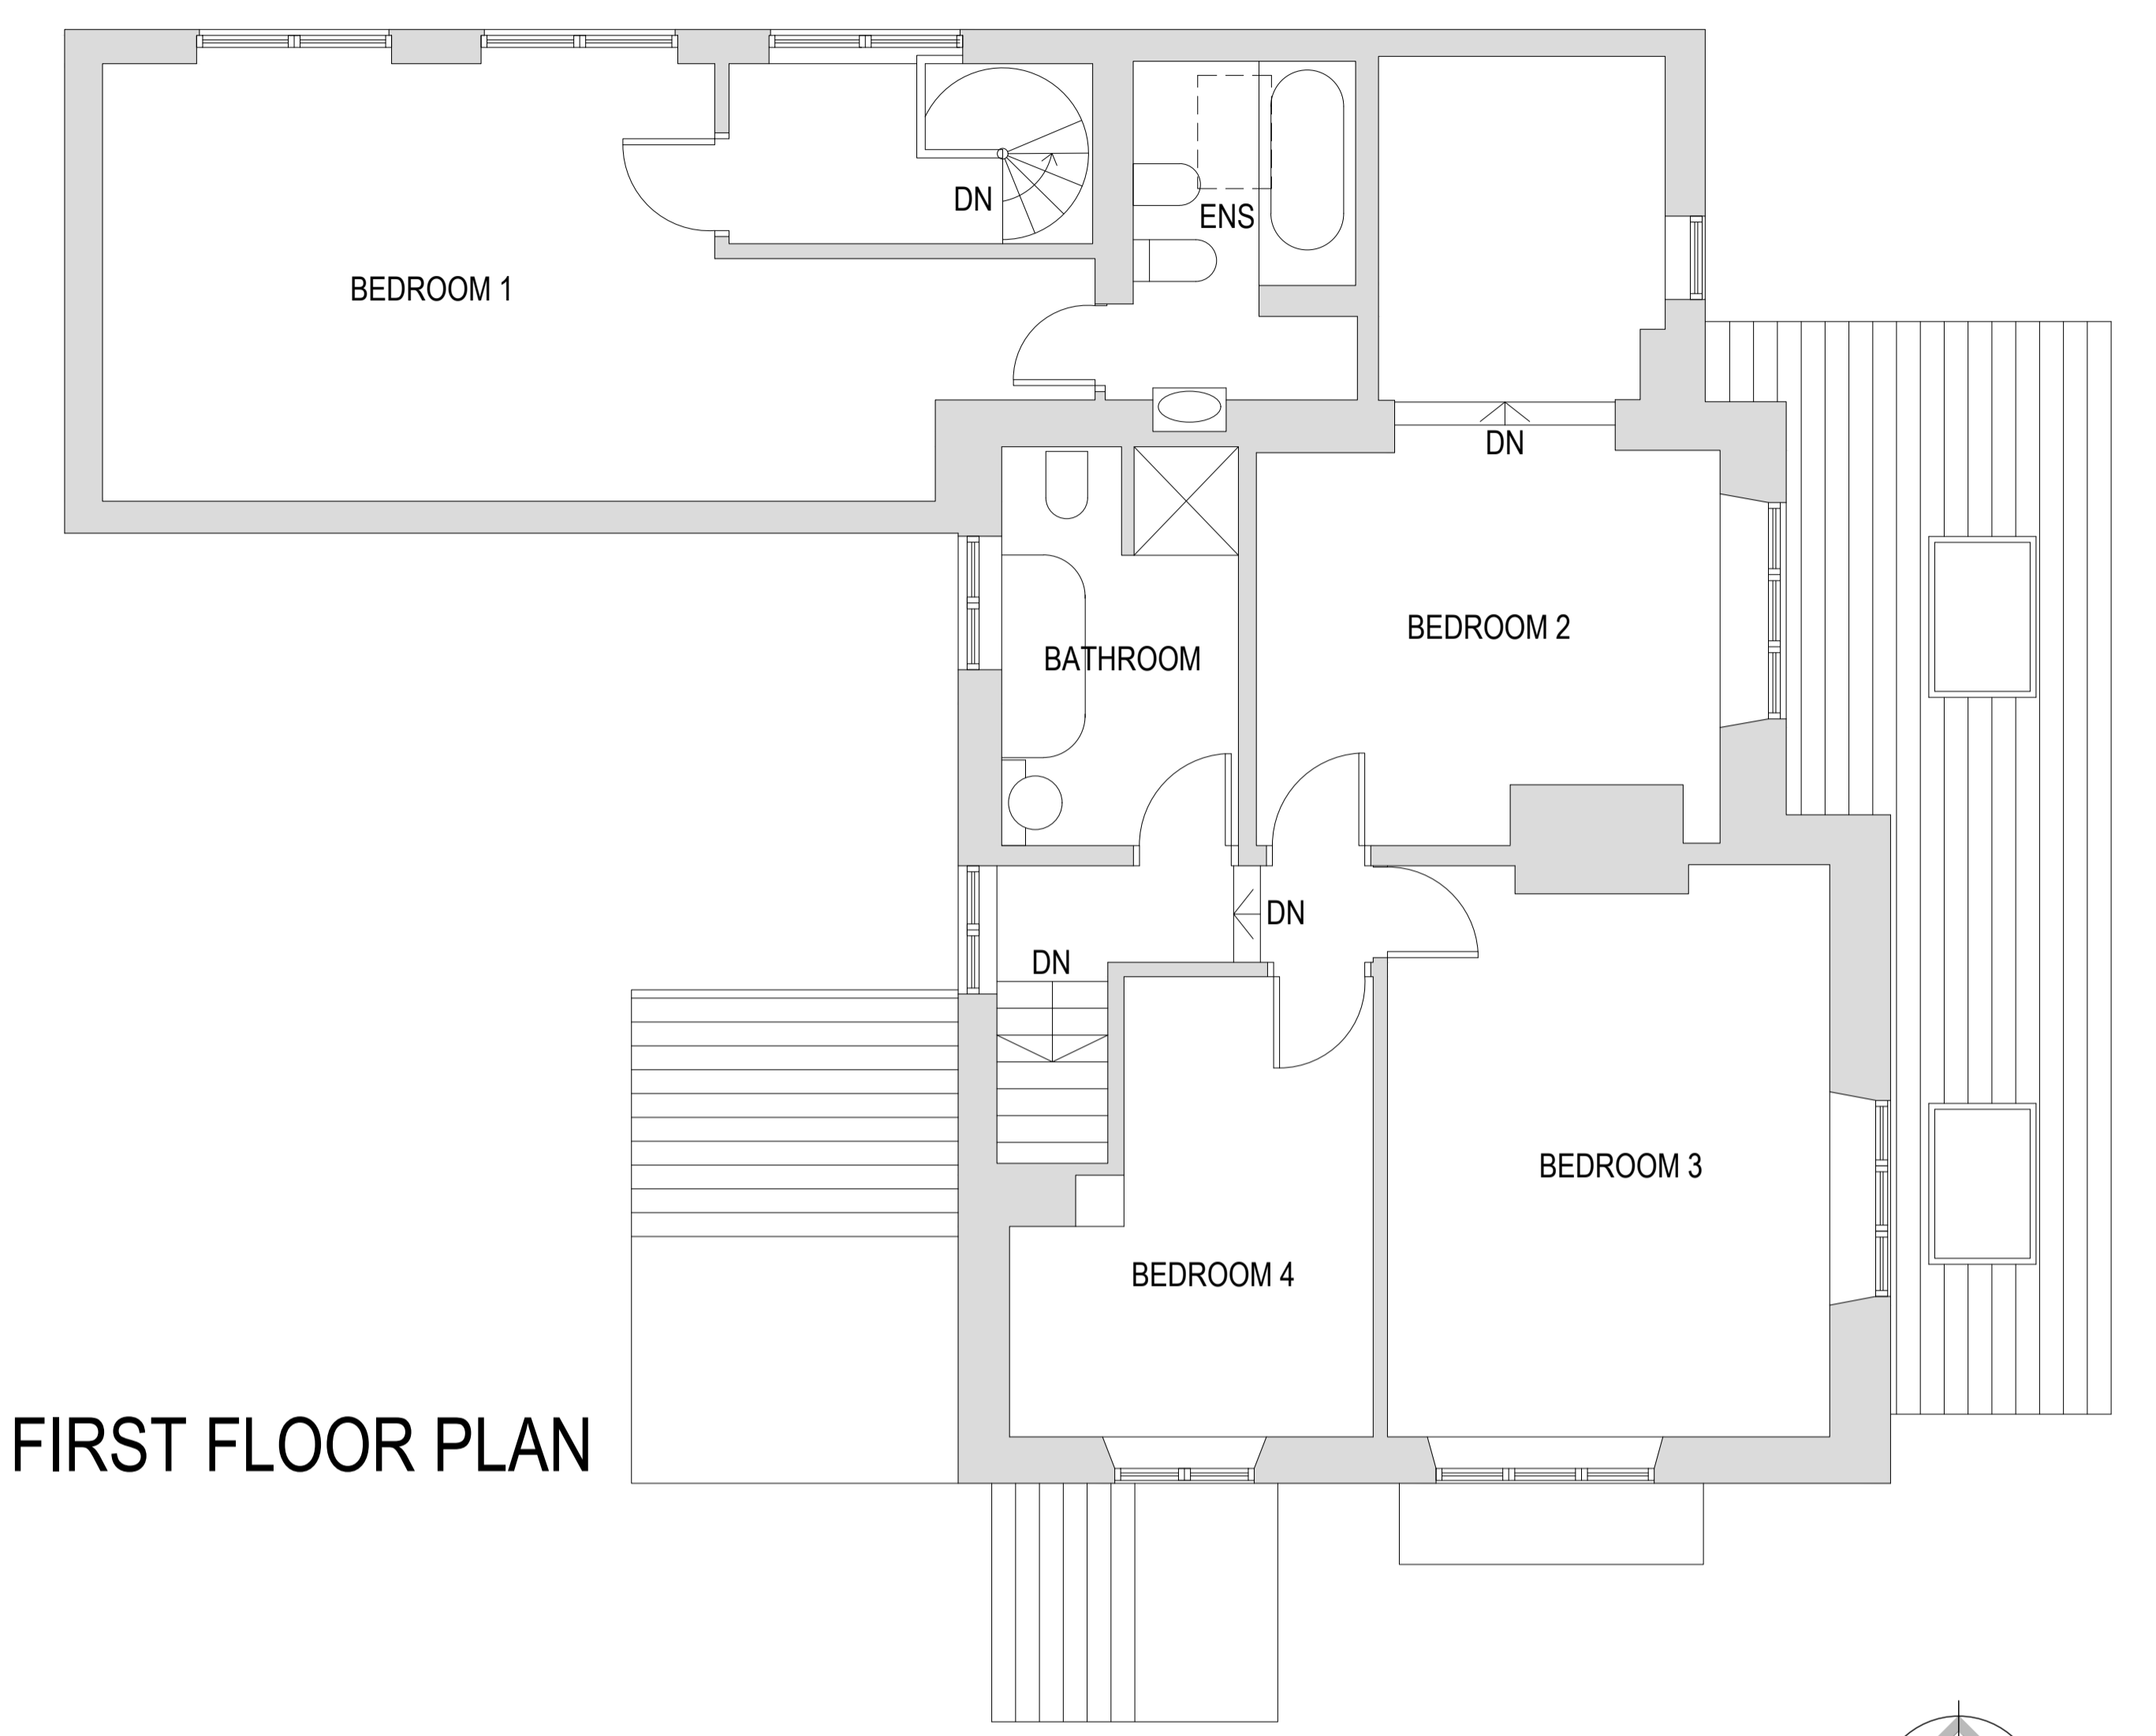 DN
ENS
BEDROOM 1
DN
BEDROOM 2
BATHROOM
DN
DN
BEDROOM 3
BEDROOM 4
FIRST FLOOR PLAN